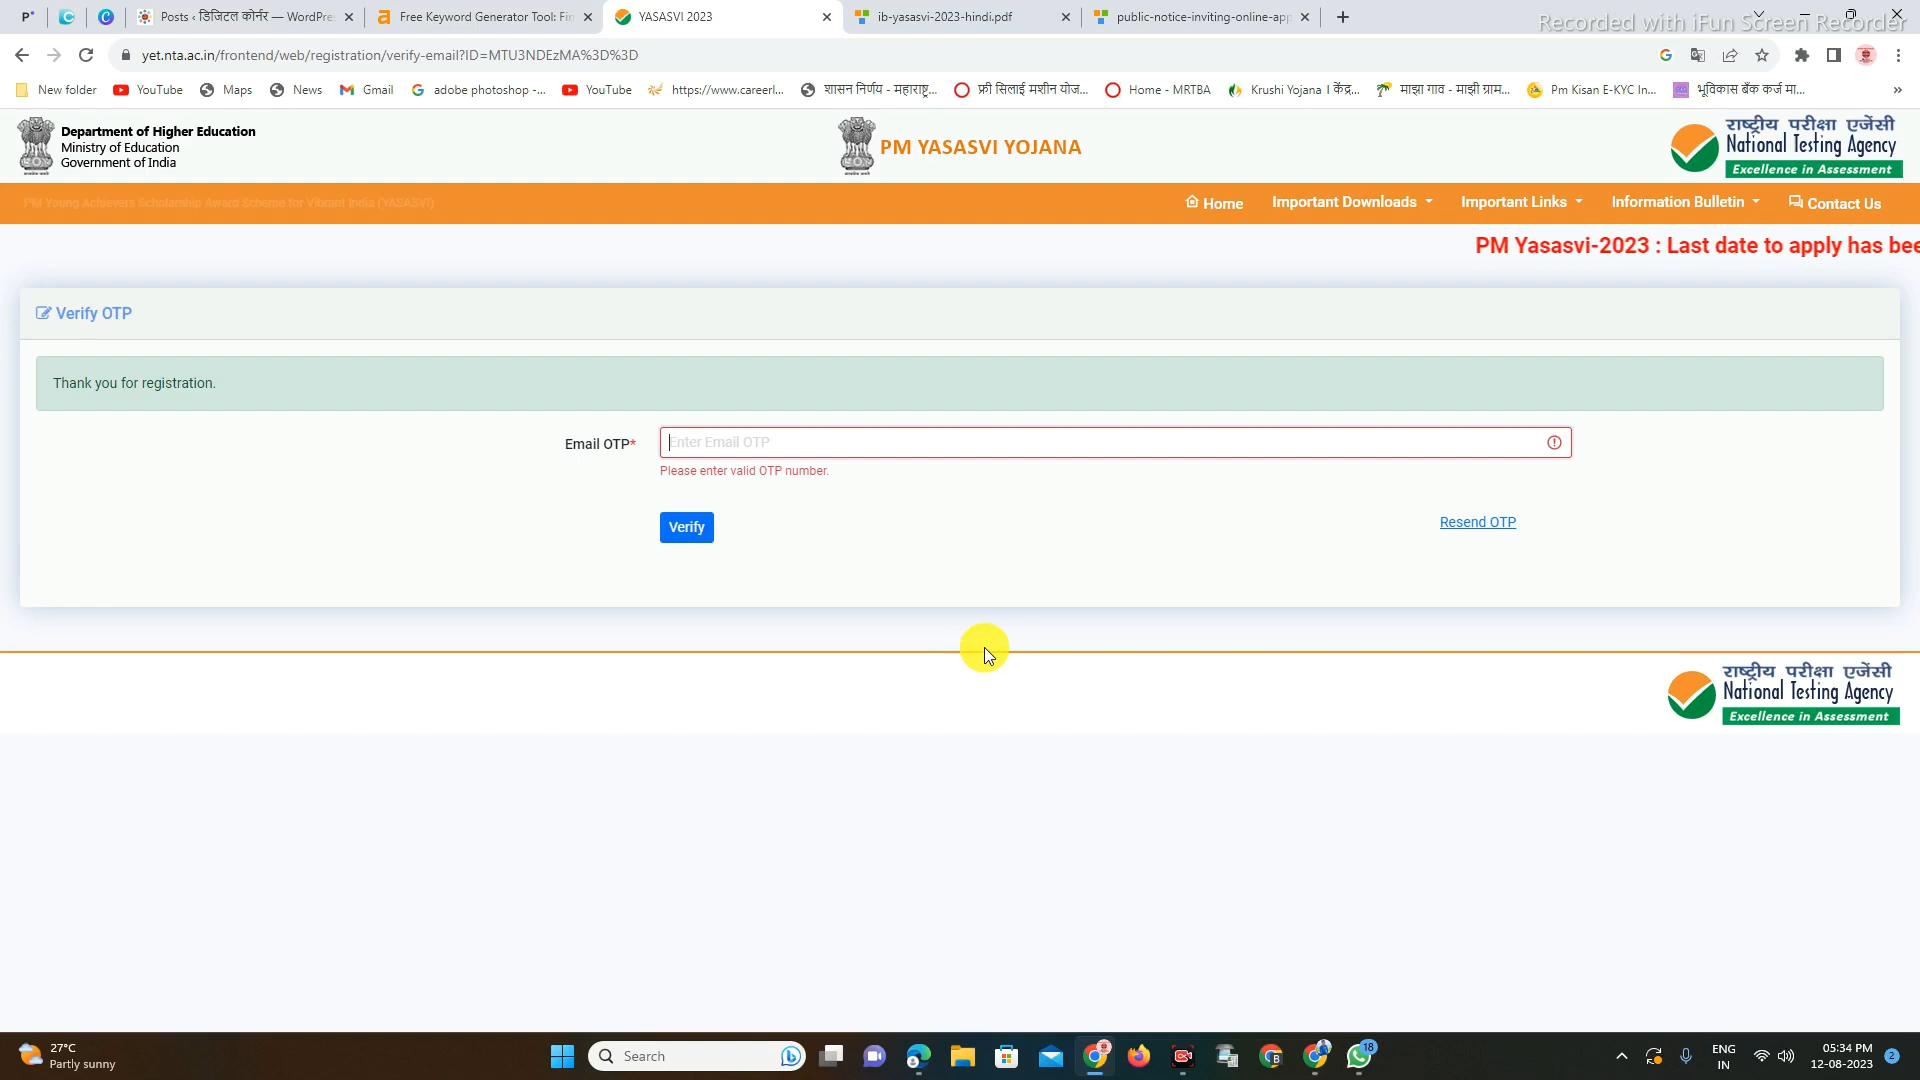 Recorded with iFun Screen Recorder
Posts ‹ डिजिटल कोर्नर — WordPre
Free Keyword Generator Tool: Fin
YASASVI 2023
ib-yasasvi-2023-hindi.pdf
public-notice-inviting-online-app
yet.nta.ac.in/frontend/web/registration/verify-email?ID=MTU3NDEzMA%3D%3D
New folder
YouTube
Maps
News
Gmail
adobe photoshop -...
YouTube
https://www.careerl...
शासन निर्णय - महाराष्ट्र...
फ्री सिलाई मशीन योज...
Home - MRTBA
Krushi Yojana । केंद्र...
माझा गाव - माझी ग्राम...
Pm Kisan E-KYC In...
भूविकास बँक कर्ज मा...
Department of Higher Education
Ministry of Education
Government of India
PM YASASVI YOJANA
राष्ट्रीय परीक्षा एजेंसी
National Testing Agency
Excellence in Assessment
PM Young Achievers Scholarship Award Scheme for Vibrant India (YASASVI)
Home
Important Downloads
Important Links
Information Bulletin
Contact Us
PM Yasasvi-2023 : Last date to apply has bee
Verify OTP
Thank you for registration.
Email OTP*
Enter Email OTP
Please enter valid OTP number.
Verify
Resend OTP
राष्ट्रीय परीक्षा एजेंसी
National Testing Agency
Excellence in Assessment
27°C
Partly sunny
Search
18
ENG
IN
05:34 PM
12-08-2023
2